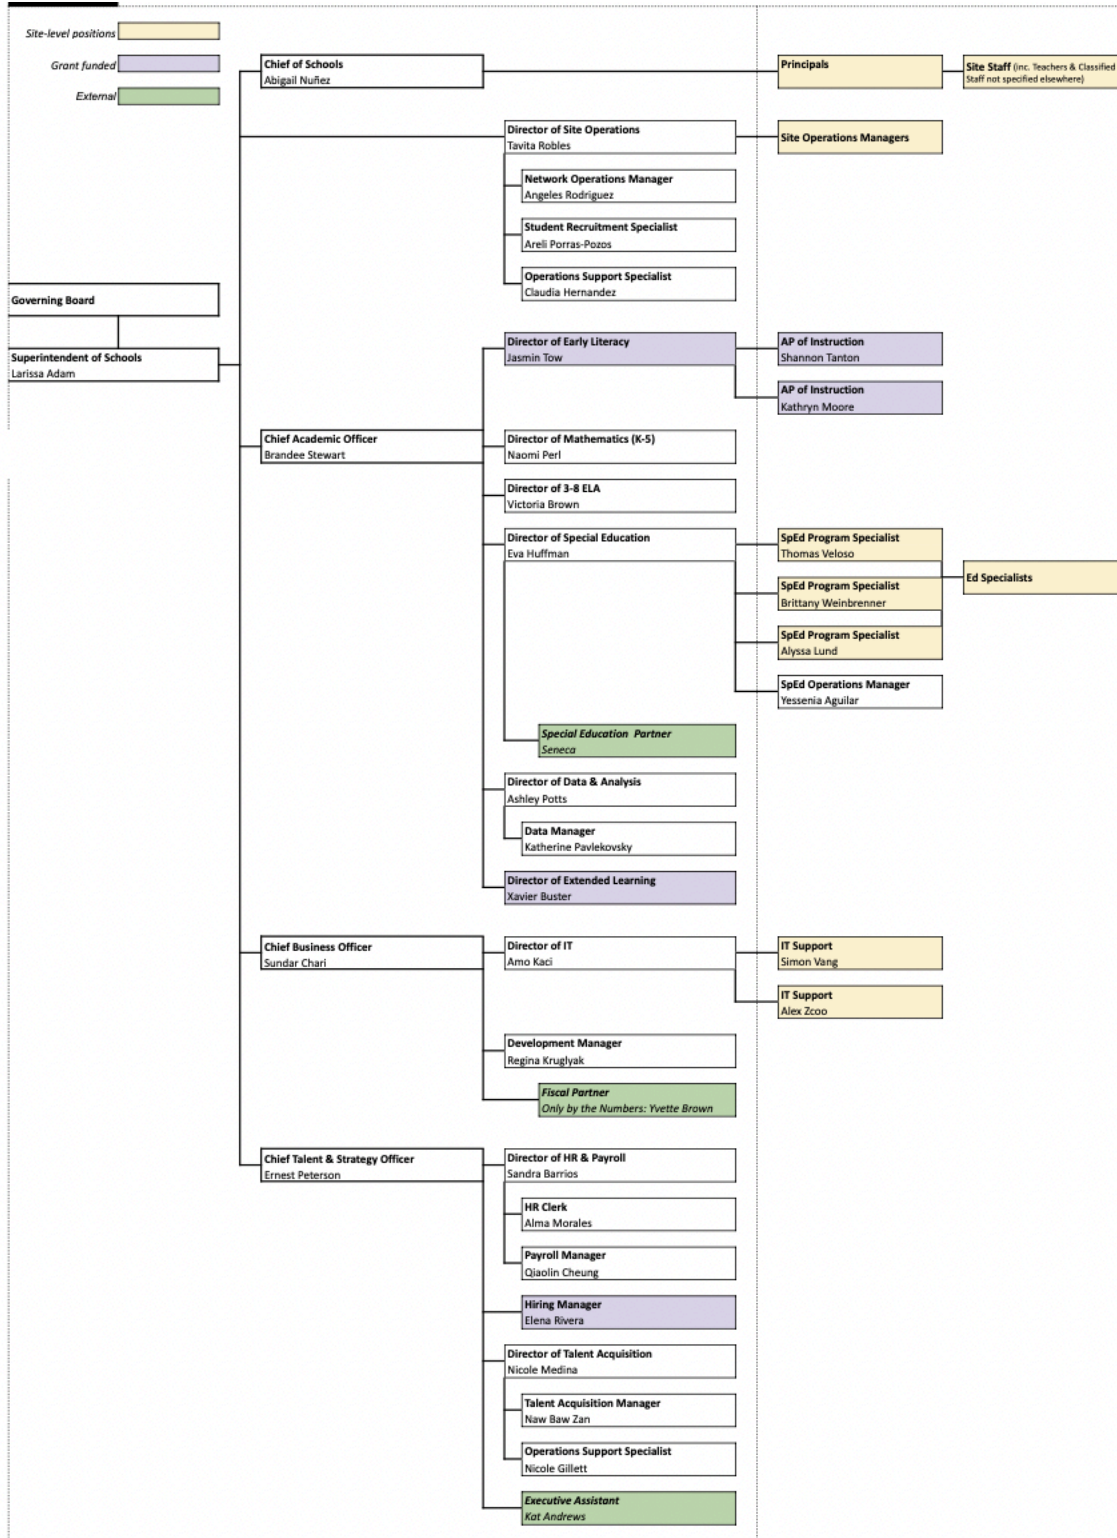 Site-level positions
Grant funded
External
Governing Board
Superintendent of Schools
Larissa Adam
Chief of Schools
Abigail Nuñez
Principals
Site Staff (inc. Teachers & Classified
Staff not specified elsewhere)
Director of Site Operations
Tavita Robles
Site Operations Managers
Network Operations Manager
Angeles Rodriguez
Student Recruitment Specialist
Areli Porras-Pozos
Operations Support Specialist
Claudia Hernandez
Chief Academic Officer
Brandee Stewart
Director of Early Literacy
Jasmin Tow
AP of Instruction
Shannon Tanton
AP of Instruction
Kathryn Moore
Director of Mathematics (K-5)
Naomi Perl
Director of 3-8 ELA
Victoria Brown
Director of Special Education
Eva Huffman
SpEd Program Specialist
Thomas Veloso
SpEd Program Specialist
Brittany Weinbrenner
SpEd Program Specialist
Alyssa Lund
Ed Specialists
SpEd Operations Manager
Yessenia Aguilar
Special Education Partner
Seneca
Director of Data & Analysis
Ashley Potts
Data Manager
Katherine Pavlekovsky
Director of Extended Learning
Xavier Buster
Chief Business Officer
Sundar Chari
Director of IT
Amo Kaci
IT Support
Simon Vang
IT Support
Alex Zcoo
Development Manager
Regina Kruglyak
Fiscal Partner
Only by the Numbers: Yvette Brown
Chief Talent & Strategy Officer
Ernest Peterson
Director of HR & Payroll
Sandra Barrios
HR Clerk
Alma Morales
Payroll Manager
Qiaolin Cheung
Hiring Manager
Elena Rivera
Director of Talent Acquisition
Nicole Medina
Talent Acquisition Manager
Naw Baw Zan
Operations Support Specialist
Nicole Gillett
Executive Assistant
Kat Andrews